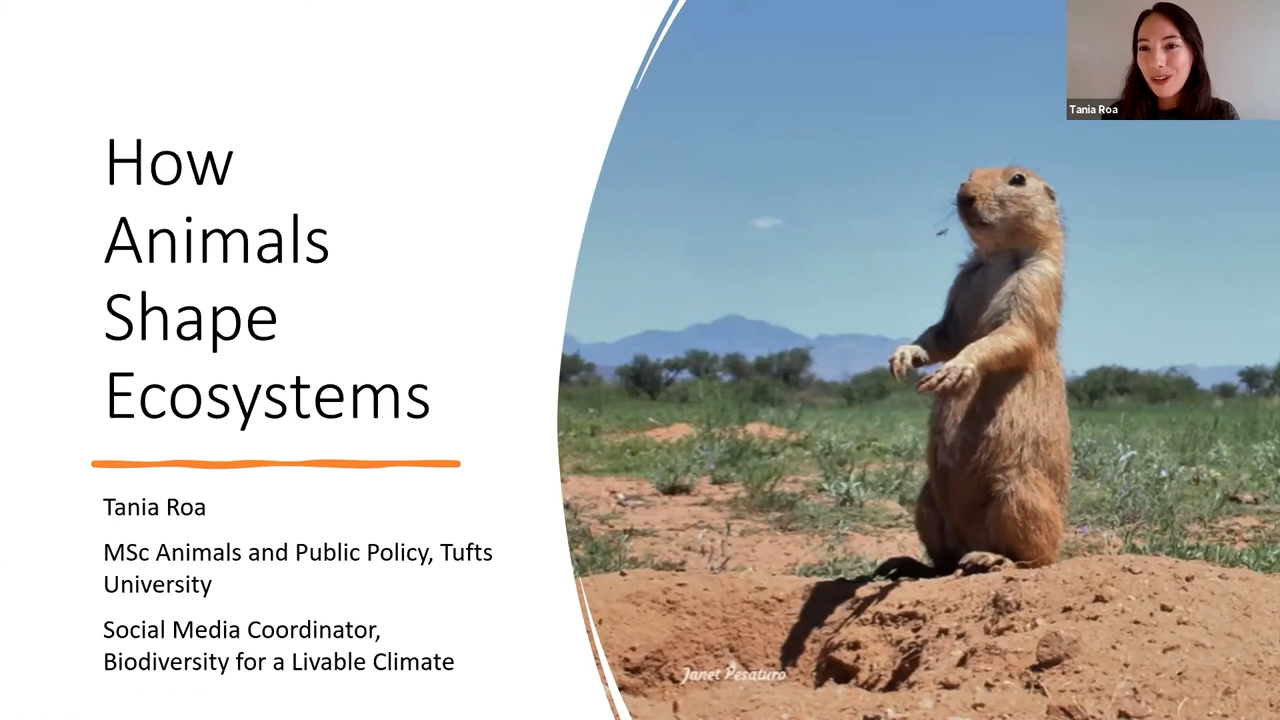 How
Animals
Shape
Ecosystems
Tania Roa
MSc Animals and Public Policy, Tufts
University
Social Media Coordinator,
Biodiversity for a Livable Climate
Tania Roa
Janet Pesaturo